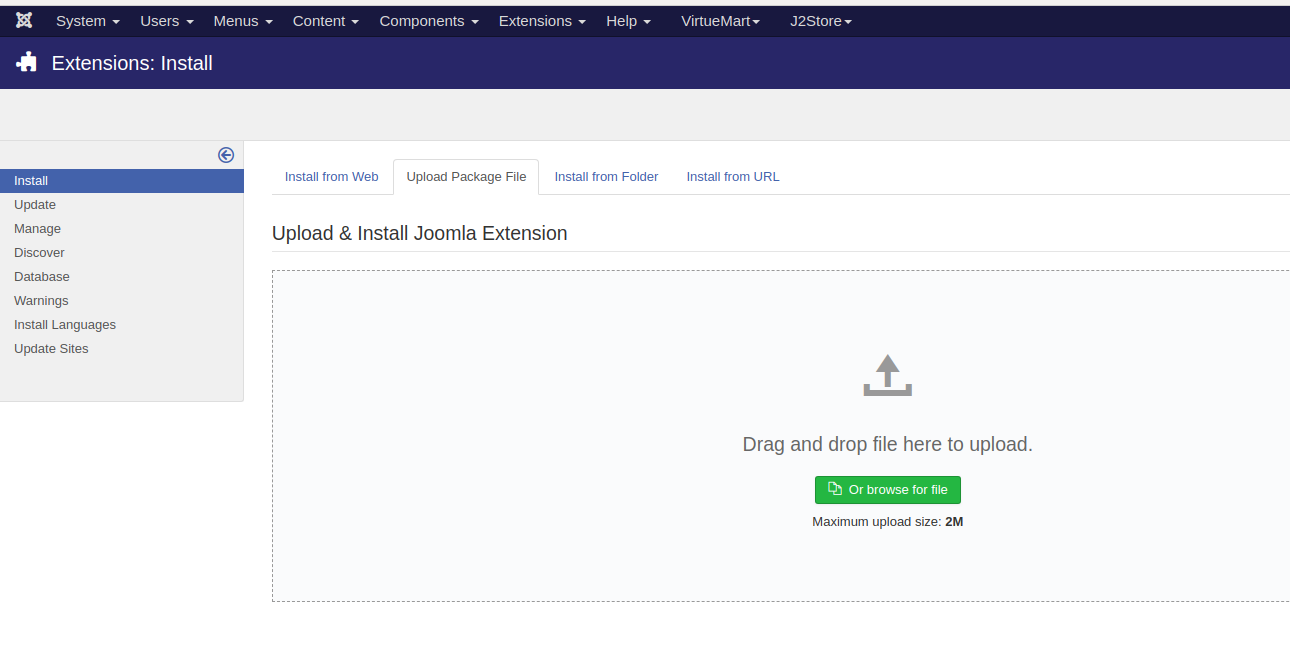 System Users Menus Content Components Extensions Help VirtueMart J2Store
Extensions: Install
Install
Update
Manage
Discover
Database
Warnings
Install Languages
Update Sites
Install from Web Upload Package File Install from Folder Install from URL
Upload & Install Joomla Extension
Drag and drop file here to upload.
Or browse for file
Maximum upload size: 2M